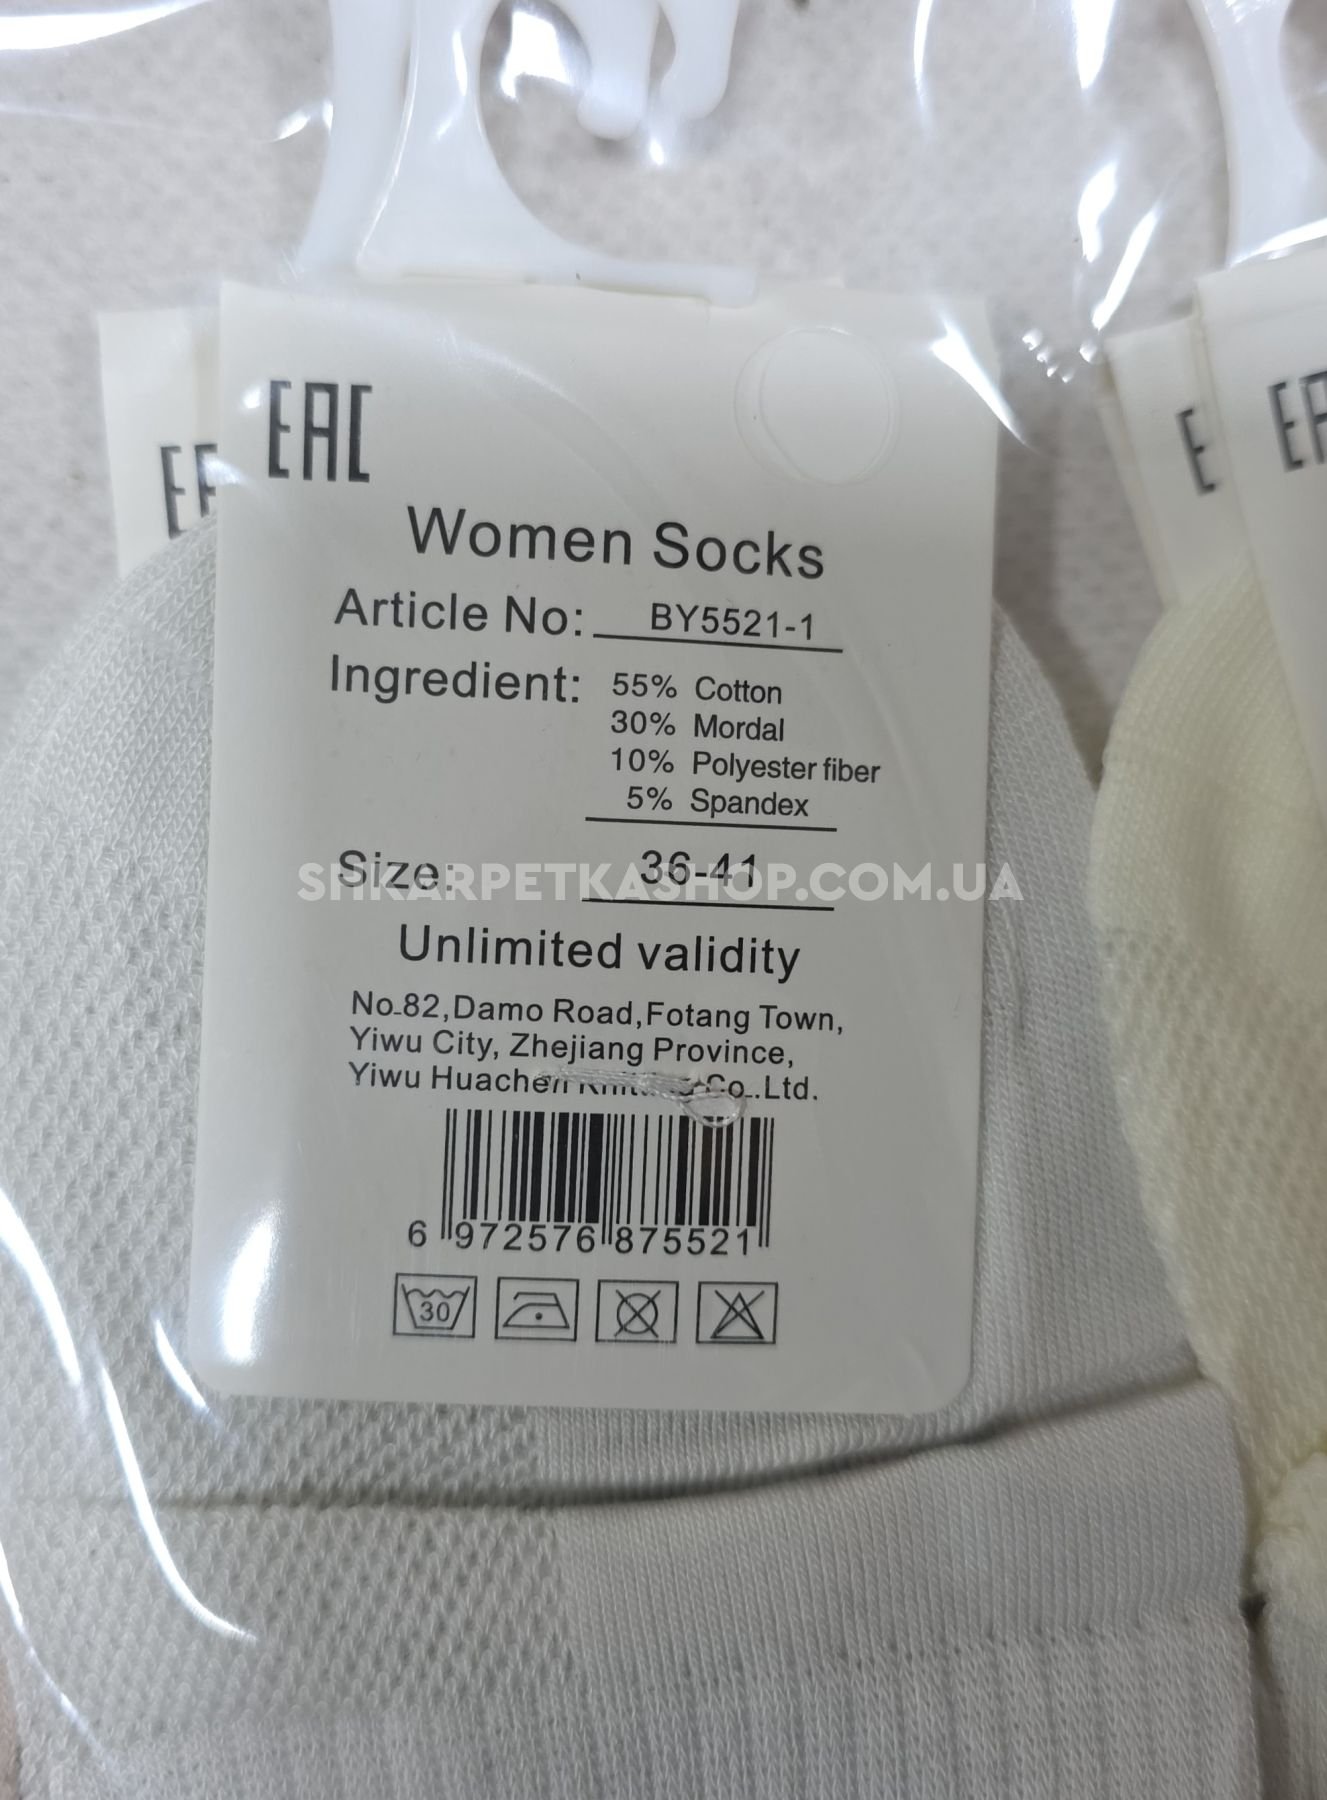 EAC
Women Socks
Article No: BY5521-1
Ingredient: 55% Cotton
30% Mordal
10% Polyester fiber
5% Spandex
Size: 36-41
SHKARPETKASHOP.COM.UA
Unlimited validity
No.82,Damo Road,Fotang Town,
Yiwu City, Zhejiang Province,
Yiwu Huachen Co.,Ltd.
6 972576 875521
30